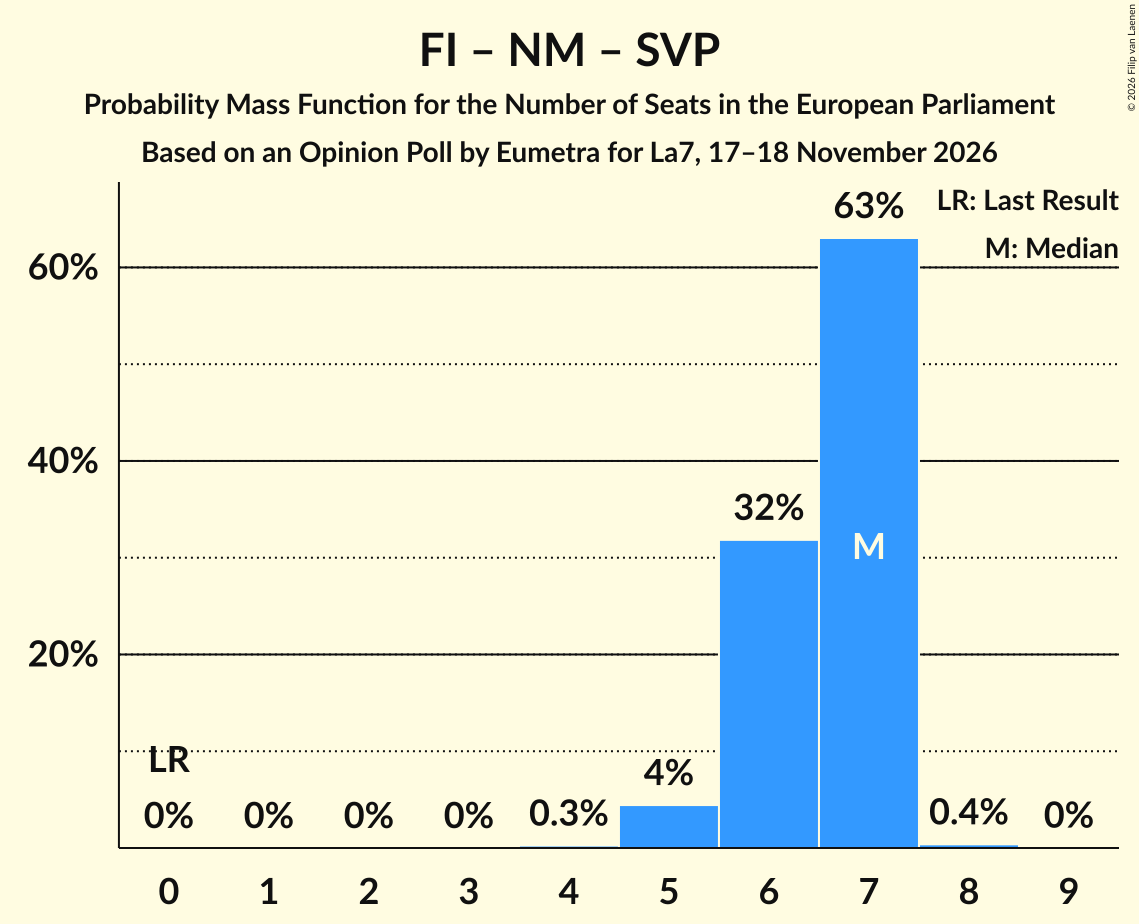 FI – NM – SVP
Probability Mass Function for the Number of Seats in the European Parliament
Based on an Opinion Poll by Eumetra for La7, 17–18 November 2026
© 2026 Filip van Laenen
LR: Last Result
M: Median
63%
60%
40%
32%
M
20%
LR
4%
0% 0% 0% 0% 0.3% 0.4% 0%
0 1 2 3 4 5 6 7 8 9